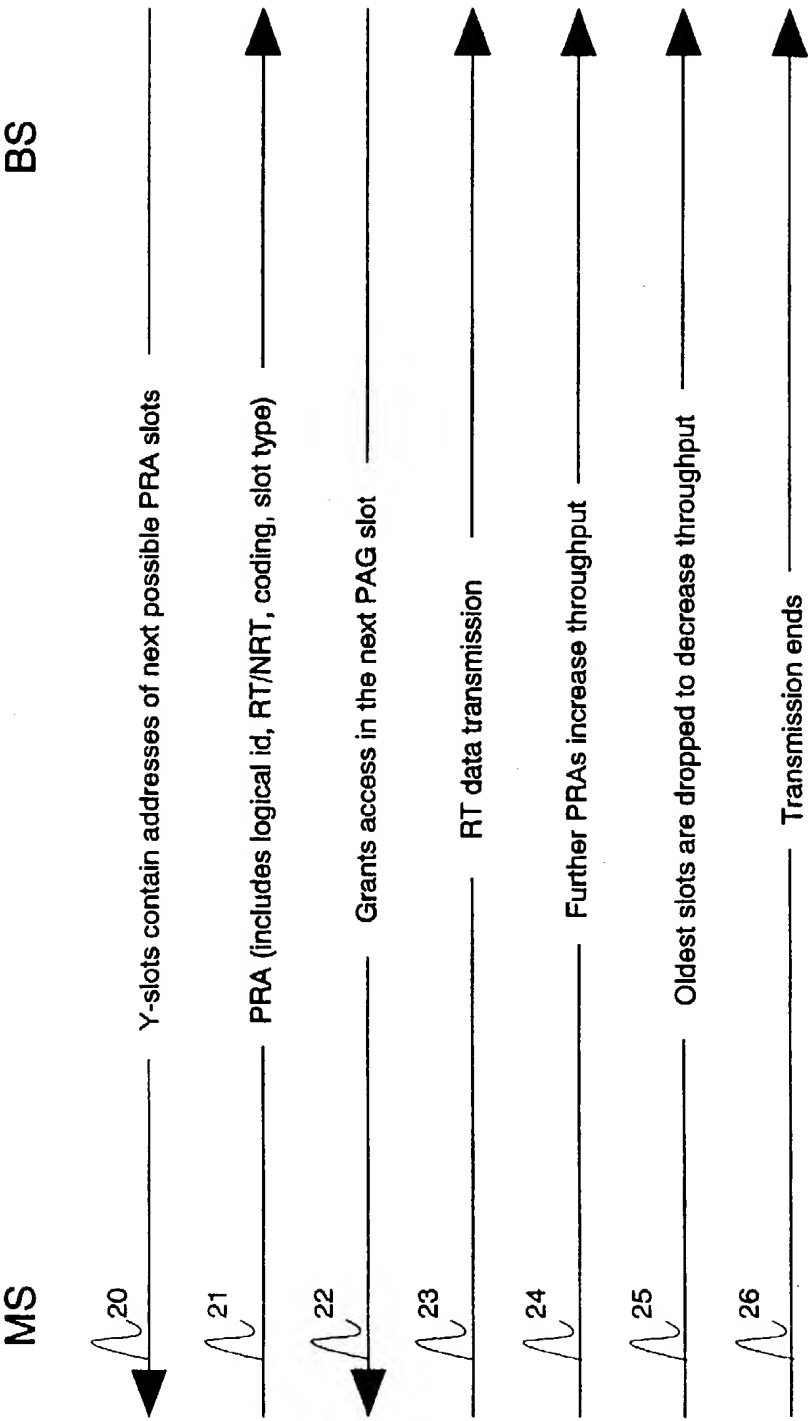 MS
BS
20
Y-slots contain addresses of next possible PRA slots
21
PRA (includes logical id, RT/NRT, coding, slot type)
22
Grants access in the next PAG slot
23
RT data transmission
24
Further PRAs increase throughput
25
Oldest slots are dropped to decrease throughput
26
Transmission ends